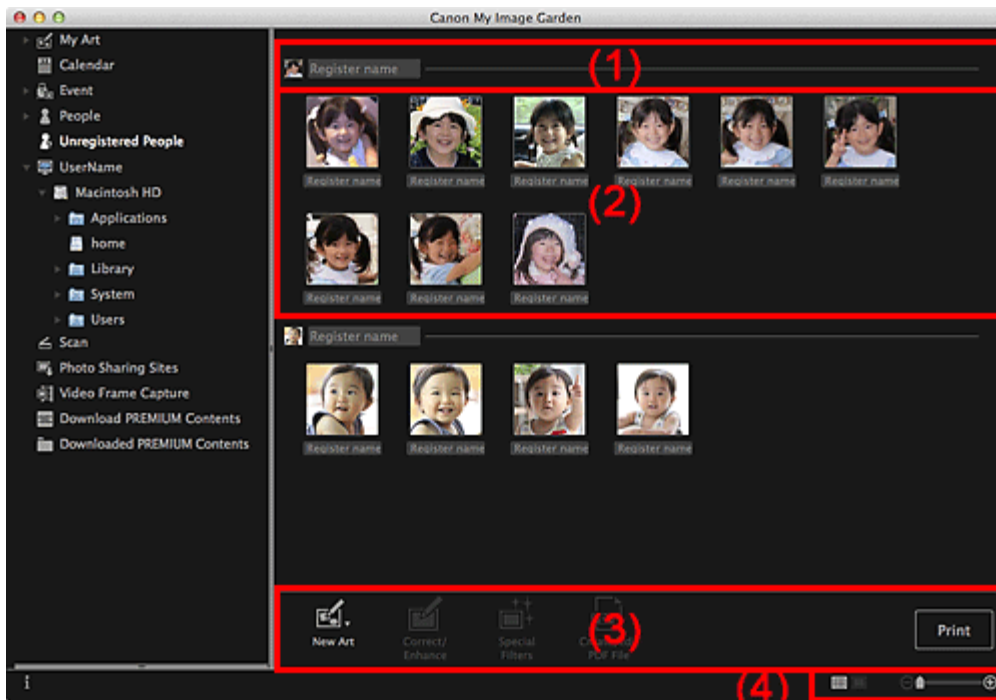 Canon My Image Garden
My Art
Calendar
Event
People
Unregistered People
UserName
Macintosh HD
Applications
home
Library
System
Users
Scan
Photo Sharing Sites
Video Frame Capture
Download PREMIUM Contents
Downloaded PREMIUM Contents
Register name
(1)
Register name Register name Register name Register name Register name Register name
(2)
Register name Register name Register name
Register name
Register name Register name Register name Register name
New Art
Correct/
Enhance
Special
Filters
(3)
PDF File
Print
(4)